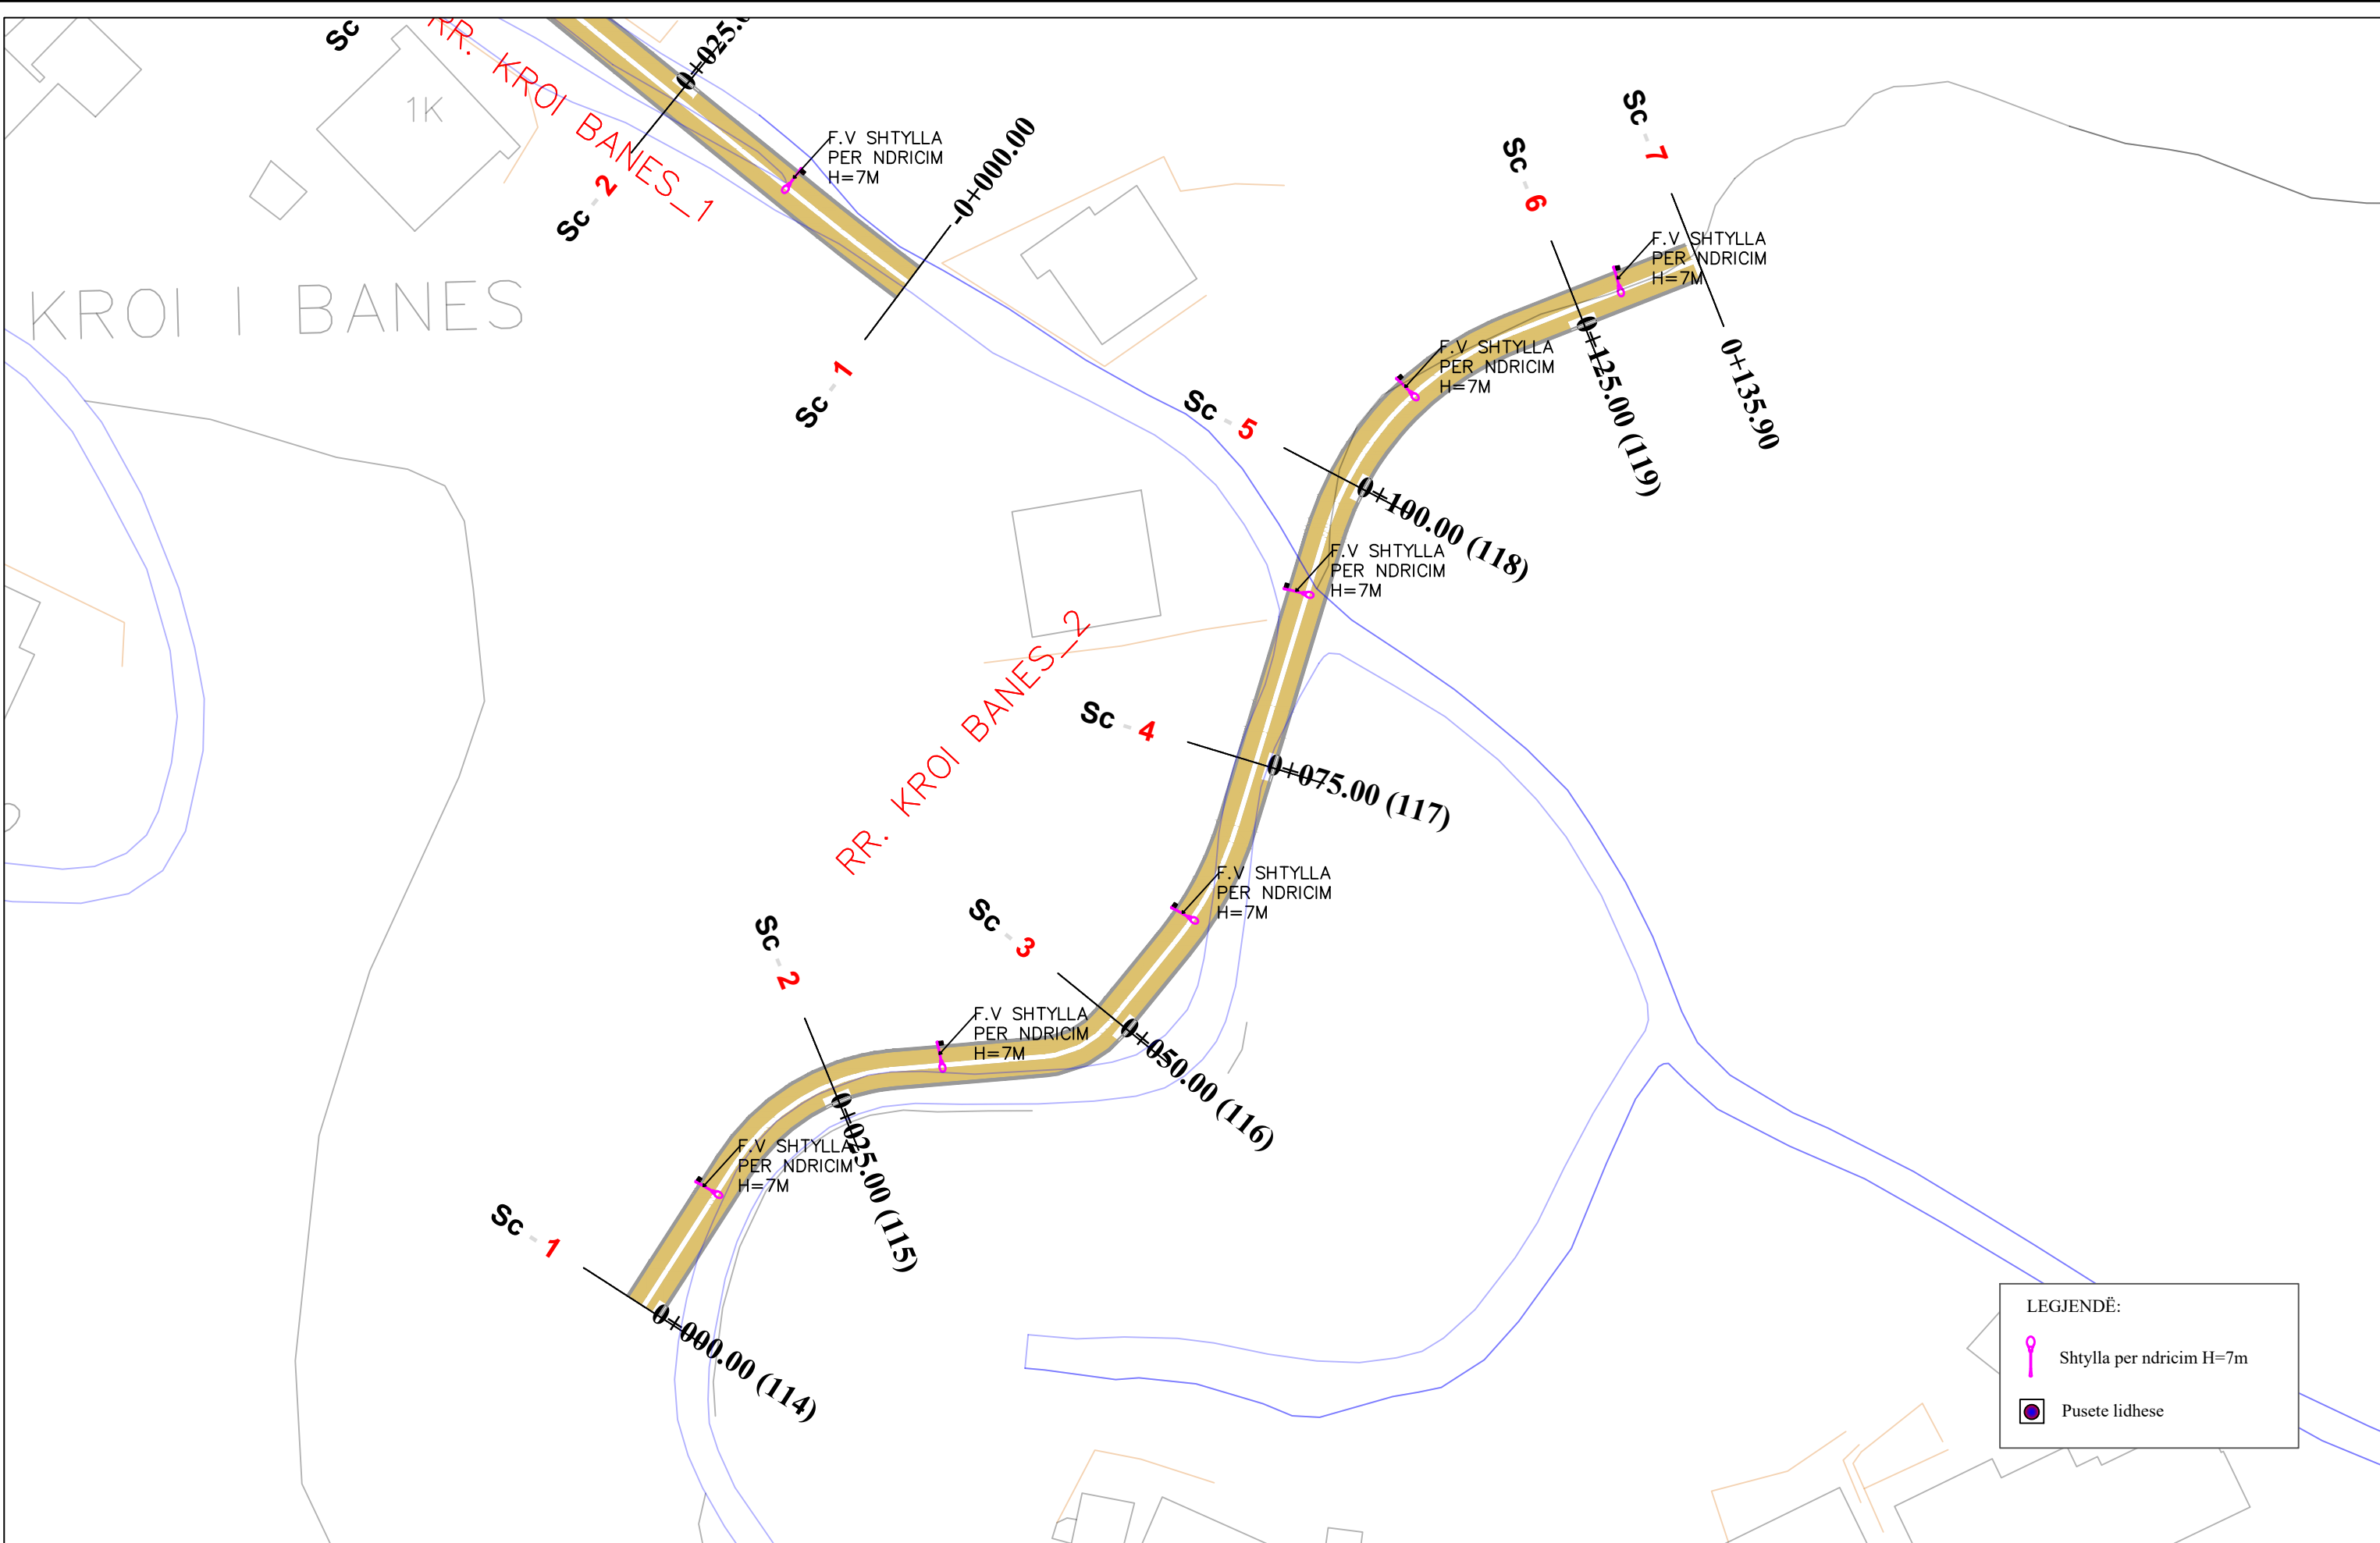 Sc
RR. KROI BANES_1
0+025.0
1K
F.V SHTYLLA
PER NDRICIM
H=7M
-0+000.00
Sc - 2
Sc - 1
KROI I BANES
Sc - 7
Sc - 6
F.V SHTYLLA
PER NDRICIM
H=7M
0+135.90
0+125.00 (119)
F.V SHTYLLA
PER NDRICIM
H=7M
Sc - 5
0+100.00 (118)
F.V SHTYLLA
PER NDRICIM
H=7M
RR. KROI BANES_2
Sc - 4
0+075.00 (117)
F.V SHTYLLA
PER NDRICIM
H=7M
Sc - 3
0+050.00 (116)
Sc - 2
F.V SHTYLLA
PER NDRICIM
H=7M
0+025.00 (115)
F.V SHTYLLA
PER NDRICIM
H=7M
Sc - 1
0+000.00 (114)
LEGJENDË:
Shtylla per ndricim H=7m
Pusete lidhese